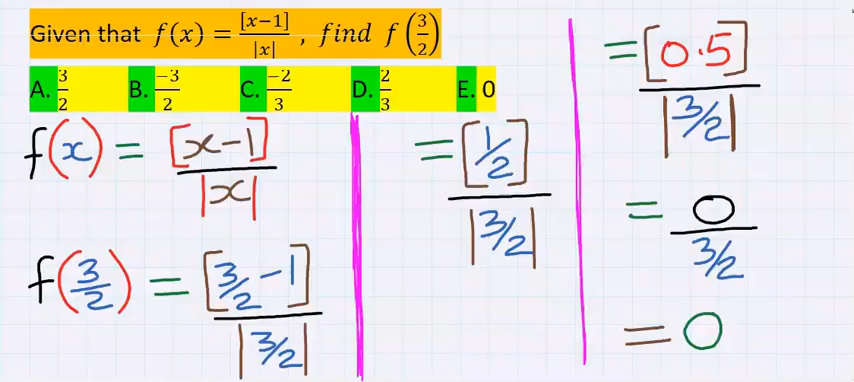 Given that f(x) = [x−1]/|x| , find f(3/2)
A. 3/2 B. −3/2 C. −2/3 D. 2/3 E. 0
f(x) = [x−1]/|x|
f(3/2) = [3/2 −1]/|3/2|
= [1/2]/|3/2|
= [0.5]/|3/2|
= 0/3/2
= 0